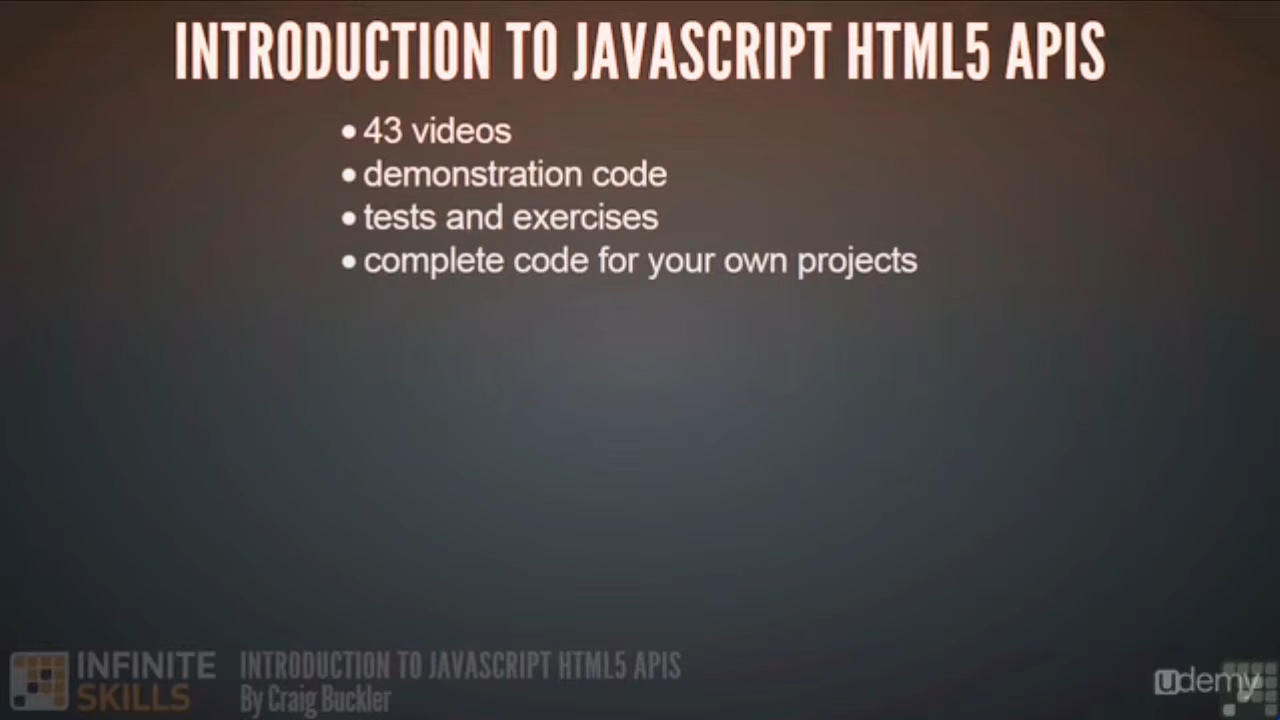 INTRODUCTION TO JAVASCRIPT HTML5 APIS
• 43 videos
• demonstration code
• tests and exercises
• complete code for your own projects
INFINITE SKILLS
INTRODUCTION TO JAVASCRIPT HTML5 APIS
By Craig Buckler
udemy